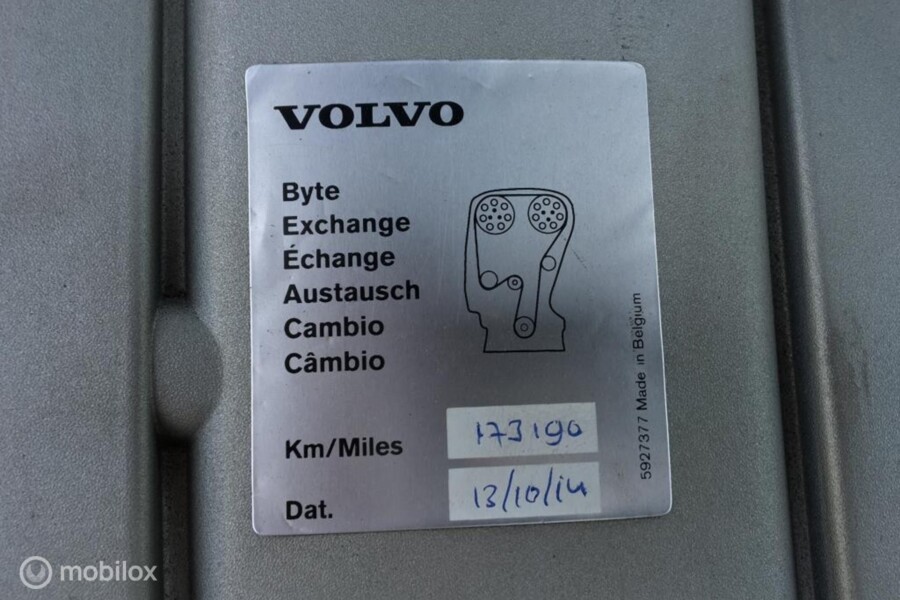 VOLVO
Byte
Exchange
Échange
Austausch
Cambio
Câmbio
Km/Miles 173190
Dat. 13/10/14
5927377 Made in Belgium
mobilox